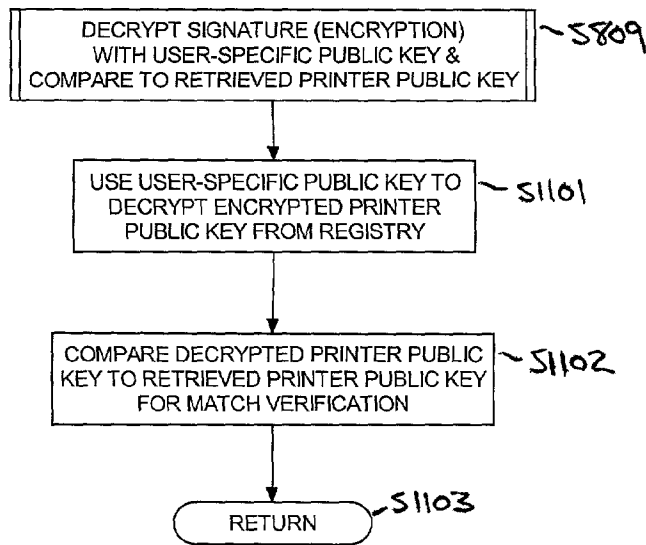 DECRYPT SIGNATURE (ENCRYPTION)
WITH USER-SPECIFIC PUBLIC KEY &
COMPARE TO RETRIEVED PRINTER PUBLIC KEY
S809
USE USER-SPECIFIC PUBLIC KEY TO
DECRYPT ENCRYPTED PRINTER
PUBLIC KEY FROM REGISTRY
S1101
COMPARE DECRYPTED PRINTER PUBLIC
KEY TO RETRIEVED PRINTER PUBLIC KEY
FOR MATCH VERIFICATION
S1102
RETURN
S1103